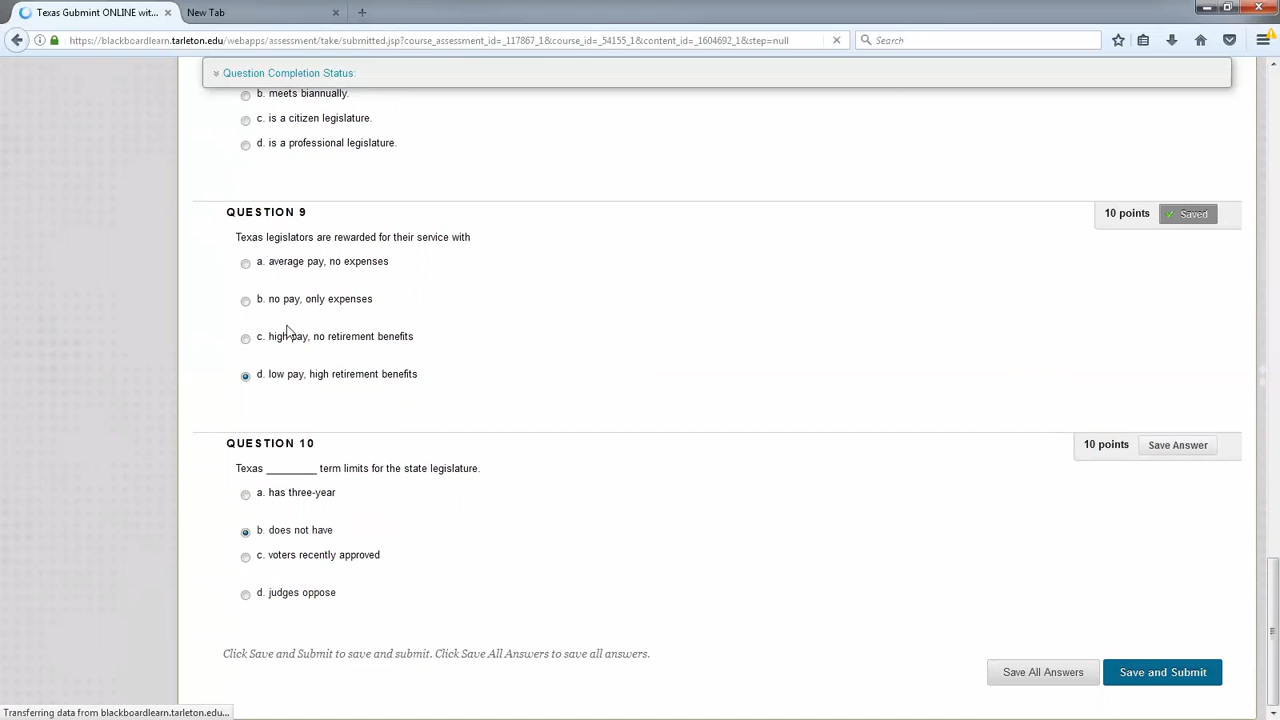 Texas Gubmint ONLINE wit...
New Tab
https://blackboardlearn.tarleton.edu/webapps/assessment/take/submitted.jsp?course_assessment_id=_117867_1&course_id=_54155_1&content_id=_1604692_1&step=null
Search
Question Completion Status:
b. meets biannually.
c. is a citizen legislature.
d. is a professional legislature.
QUESTION 9
10 points
Saved
Texas legislators are rewarded for their service with
a. average pay, no expenses
b. no pay, only expenses
c. high pay, no retirement benefits
d. low pay, high retirement benefits
QUESTION 10
10 points
Save Answer
Texas _________ term limits for the state legislature.
a. has three-year
b. does not have
c. voters recently approved
d. judges oppose
Click Save and Submit to save and submit. Click Save All Answers to save all answers.
Save All Answers
Save and Submit
Transferring data from blackboardlearn.tarleton.edu...